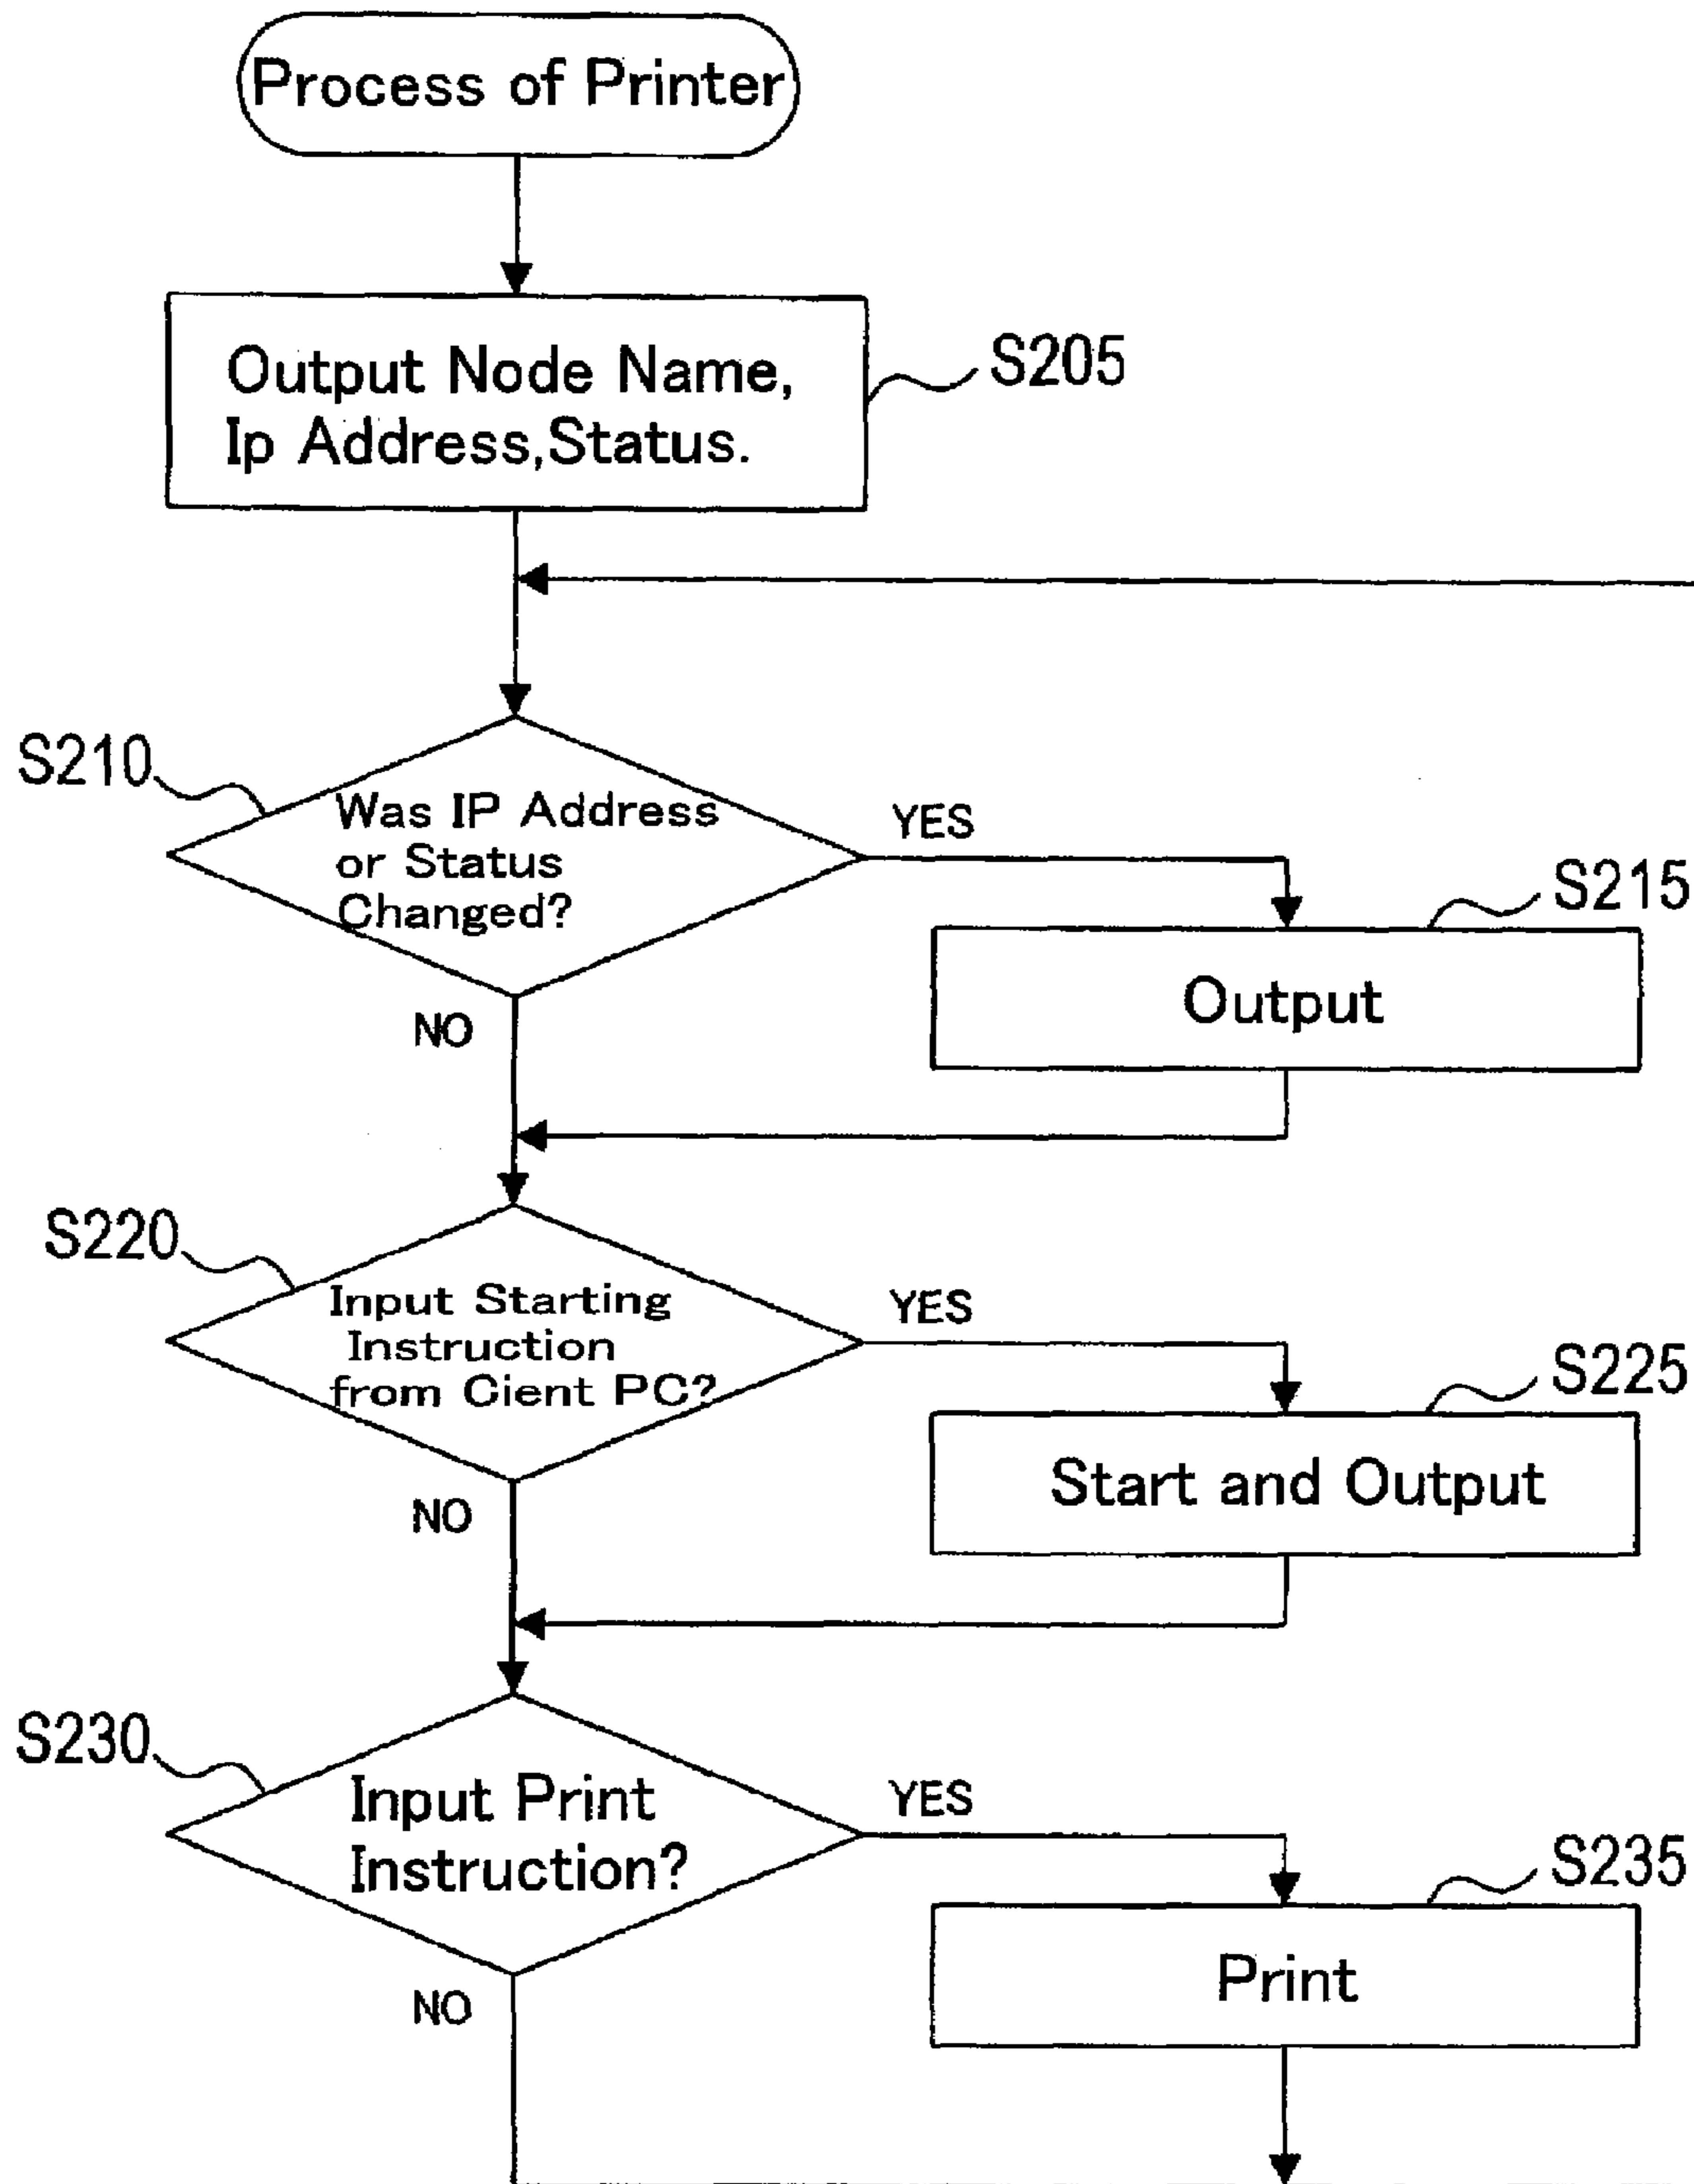 Process of Printer
Output Node Name,
Ip Address,Status.
S205
S210
Was IP Address
or Status
Changed?
YES
S215
Output
NO
S220
Input Starting
Instruction
from Cient PC?
YES
S225
Start and Output
NO
S230
Input Print
Instruction?
YES
S235
Print
NO